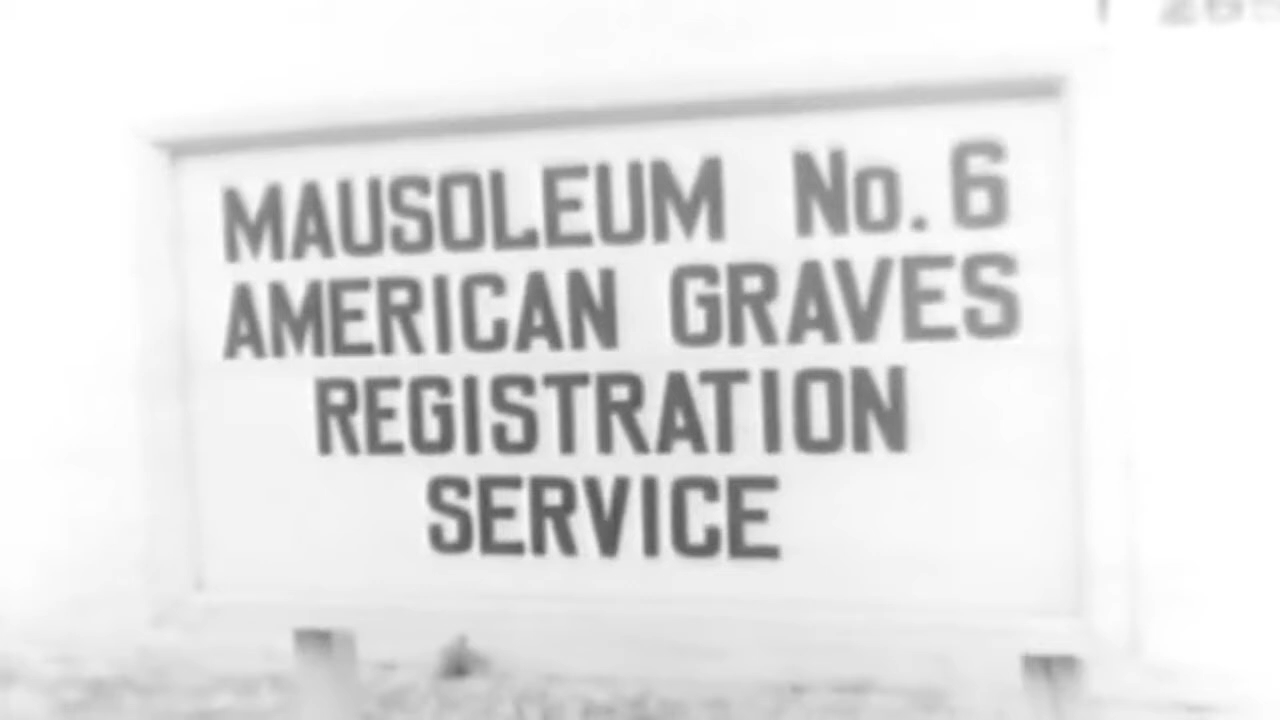 MAUSOLEUM No. 6
AMERICAN GRAVES
REGISTRATION
SERVICE